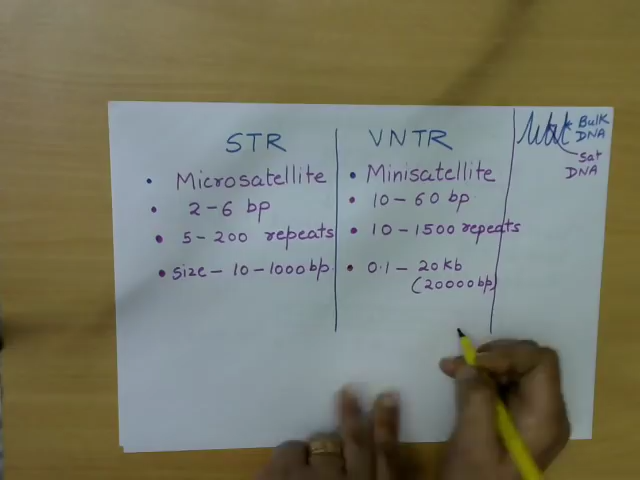 STR
• Microsatellite
• 2-6 bp
• 5-200 repeats
• size - 10-1000 bp
VNTR
• Minisatellite
• 10-60 bp
• 10-1500 repeats
• 0.1 - 20 Kb
(20000 bp)
Bulk
DNA
Sat
DNA